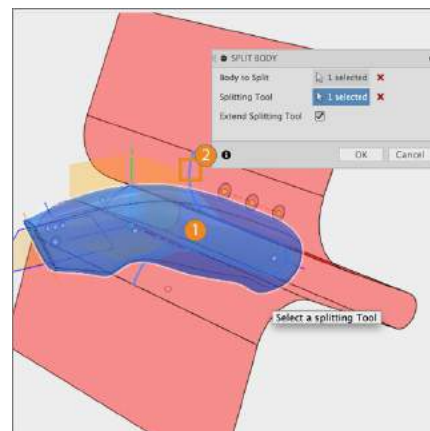 SPLIT BODY
Body to Split 1 selected
Splitting Tool 1 selected
Extend Splitting Tool
OK Cancel
2
1
Select a splitting Tool